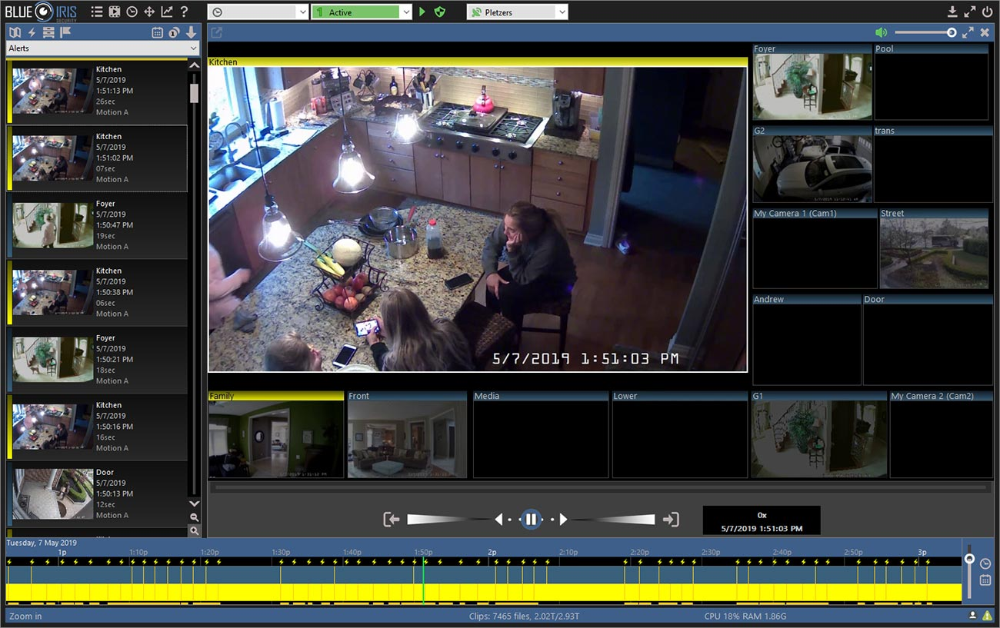 BLUE IRIS
SECURITY
?
1 Active
Pletzers
Alerts
Kitchen
5/7/2019
1:51:13 PM
26sec
Motion A
Kitchen
5/7/2019
1:51:02 PM
07sec
Motion A
Foyer
5/7/2019
1:50:47 PM
19sec
Motion A
Kitchen
5/7/2019
1:50:38 PM
06sec
Motion A
Foyer
5/7/2019
1:50:21 PM
18sec
Motion A
Kitchen
5/7/2019
1:50:16 PM
16sec
Motion A
Door
5/7/2019
1:50:13 PM
12sec
Motion A
Kitchen
5/7/2019 1:51:03 PM
Foyer
Pool
G2
trans
My Camera 1 (Cam1)
Street
Andrew
Door
Family
Front
Media
Lower
G1
My Camera 2 (Cam2)
0x
5/7/2019 1:51:03 PM
Tuesday, 7 May 2019
1p 1:10p 1:20p 1:30p 1:40p 1:50p 2p 2:10p 2:20p 2:30p 2:40p 2:50p 3p
Zoom in
Clips: 7465 files, 2.02T/2.93T
CPU 18% RAM 1.86G